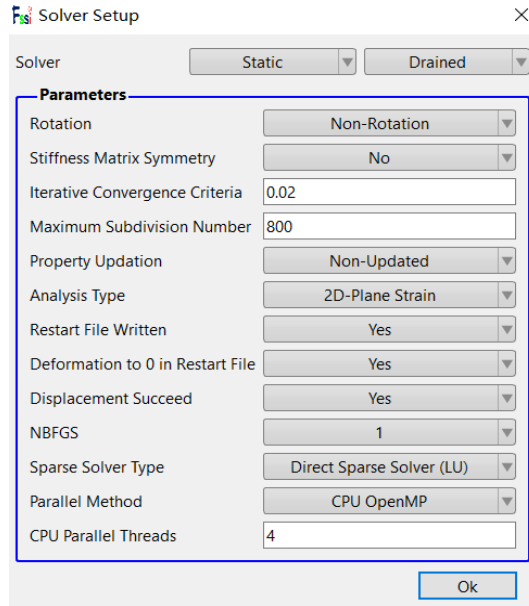 Fssi Solver Setup
Solver Static Drained
Parameters
Rotation Non-Rotation
Stiffness Matrix Symmetry No
Iterative Convergence Criteria 0.02
Maximum Subdivision Number 800
Property Updation Non-Updated
Analysis Type 2D-Plane Strain
Restart File Written Yes
Deformation to 0 in Restart File Yes
Displacement Succeed Yes
NBFGS 1
Sparse Solver Type Direct Sparse Solver (LU)
Parallel Method CPU OpenMP
CPU Parallel Threads 4
Ok